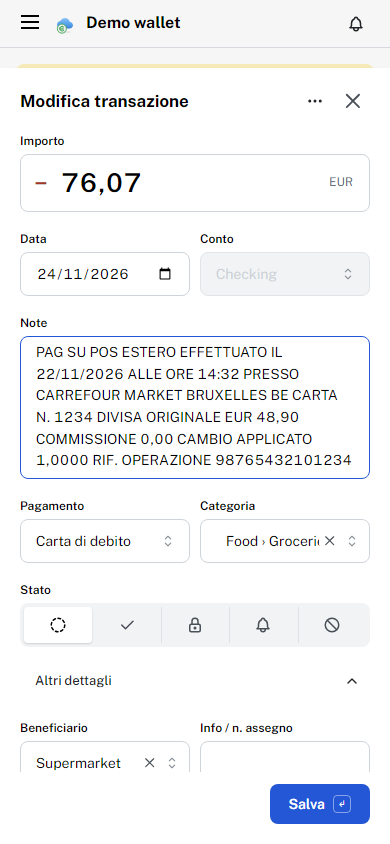 Demo wallet
Modifica transazione
Importo
− 76,07 EUR
Data Conto
24/11/2026 Checking
Note
PAG SU POS ESTERO EFFETTUATO IL
22/11/2026 ALLE ORE 14:32 PRESSO
CARREFOUR MARKET BRUXELLES BE CARTA
N. 1234 DIVISA ORIGINALE EUR 48,90
COMMISSIONE 0,00 CAMBIO APPLICATO
1,0000 RIF. OPERAZIONE 98765432101234
Pagamento Categoria
Carta di debito Food › Grocerie
Stato
Altri dettagli
Beneficiario Info / n. assegno
Supermarket
Salva